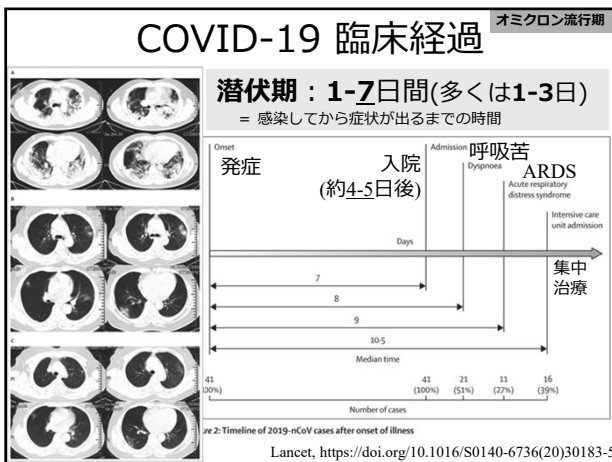 COVID-19 臨床経過
オミクロン流行期
潜伏期:1-7日間(多くは1-3日)
= 感染してから症状が出るまでの時間
A
B
C
Onset
発症
入院
(約4-5日後)
Admission
呼吸苦
Dyspnoea
ARDS
Acute respiratory
distress syndrome
Intensive care
unit admission
集中
治療
Days
7
8
9
10·5
Median time
41
00%)
41
(100%)
21
(51%)
11
(27%)
16
(39%)
Number of cases
ure 2: Timeline of 2019-nCoV cases after onset of illness
Lancet, https://doi.org/10.1016/S0140-6736(20)30183-5